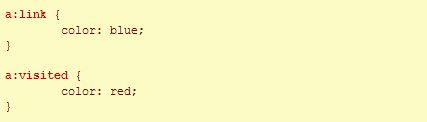 a:link {
        color: blue;
}

a:visited {
        color: red;
}